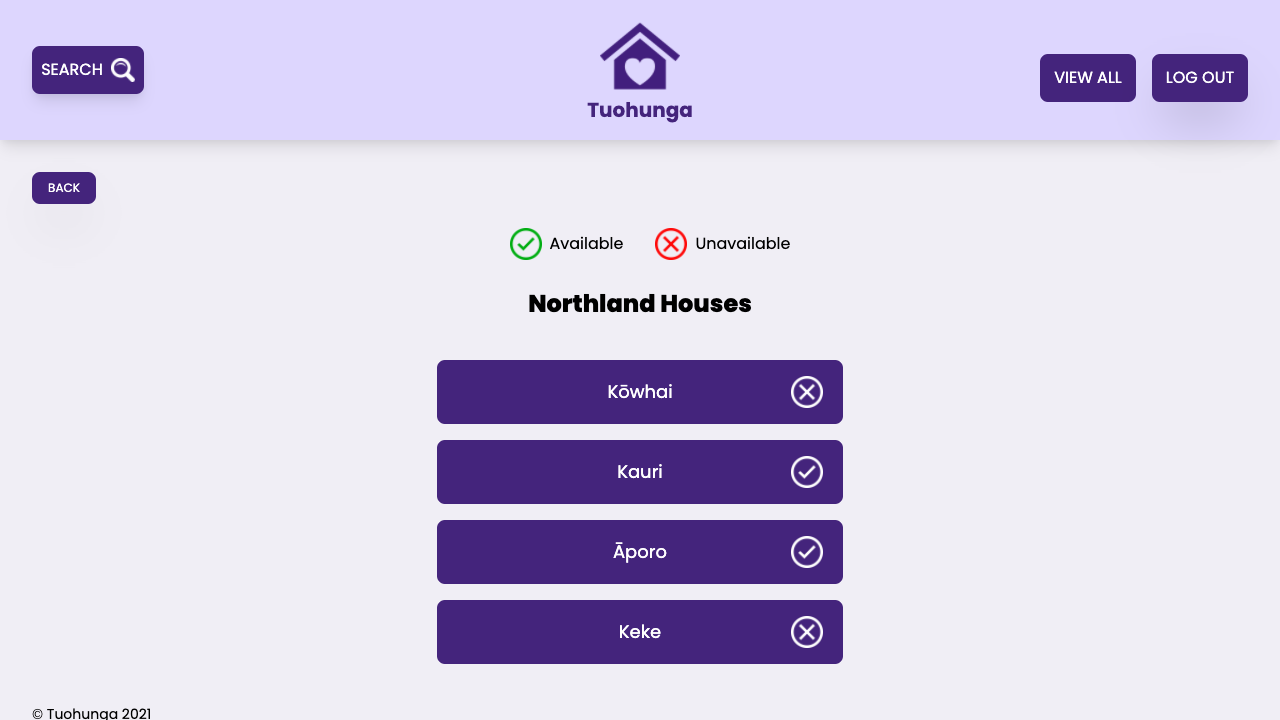 SEARCH
Tuohunga
VIEW ALL
LOG OUT
BACK
Available
Unavailable
Northland Houses
Kōwhai
Kauri
Āporo
Keke
© Tuohunga 2021